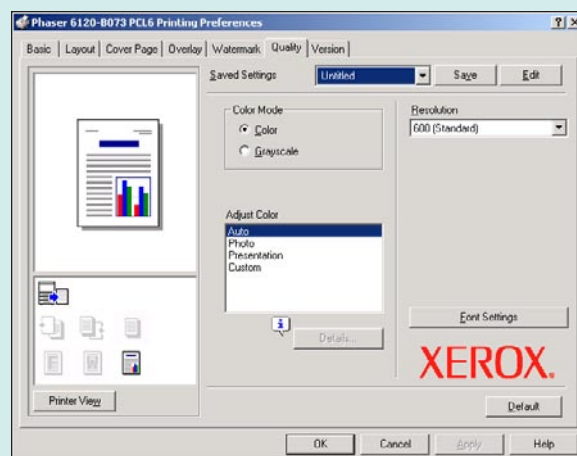 Phaser 6120-B073 PCL6 Printing Preferences
Basic Layout Cover Page Overlay Watermark Quality Version
Saved Settings Untitled Save Edit
Color Mode
Color
Grayscale
Resolution
600 (Standard)
Adjust Color
Auto
Photo
Presentation
Custom
Details...
Font Settings
XEROX.
Printer View
Default
OK Cancel Apply Help